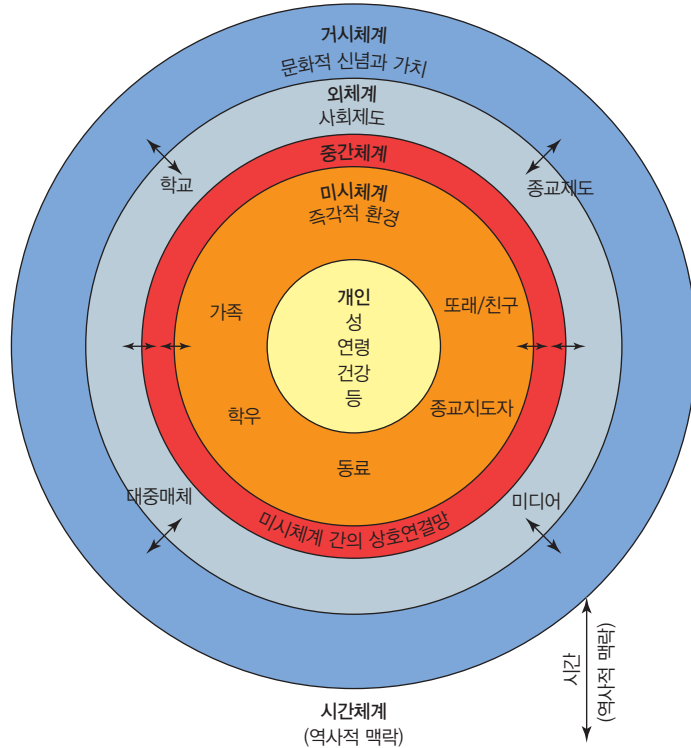 거시체계
문화적 신념과 가치
외체계
사회제도
중간체계
학교
종교제도
미시체계
즉각적 환경
가족
또래/친구
개인
성
연령
건강
등
학우
종교지도자
동료
대중매체
미디어
미시체계 간의 상호연결망
시간
(역사적 맥락)
시간체계
(역사적 맥락)